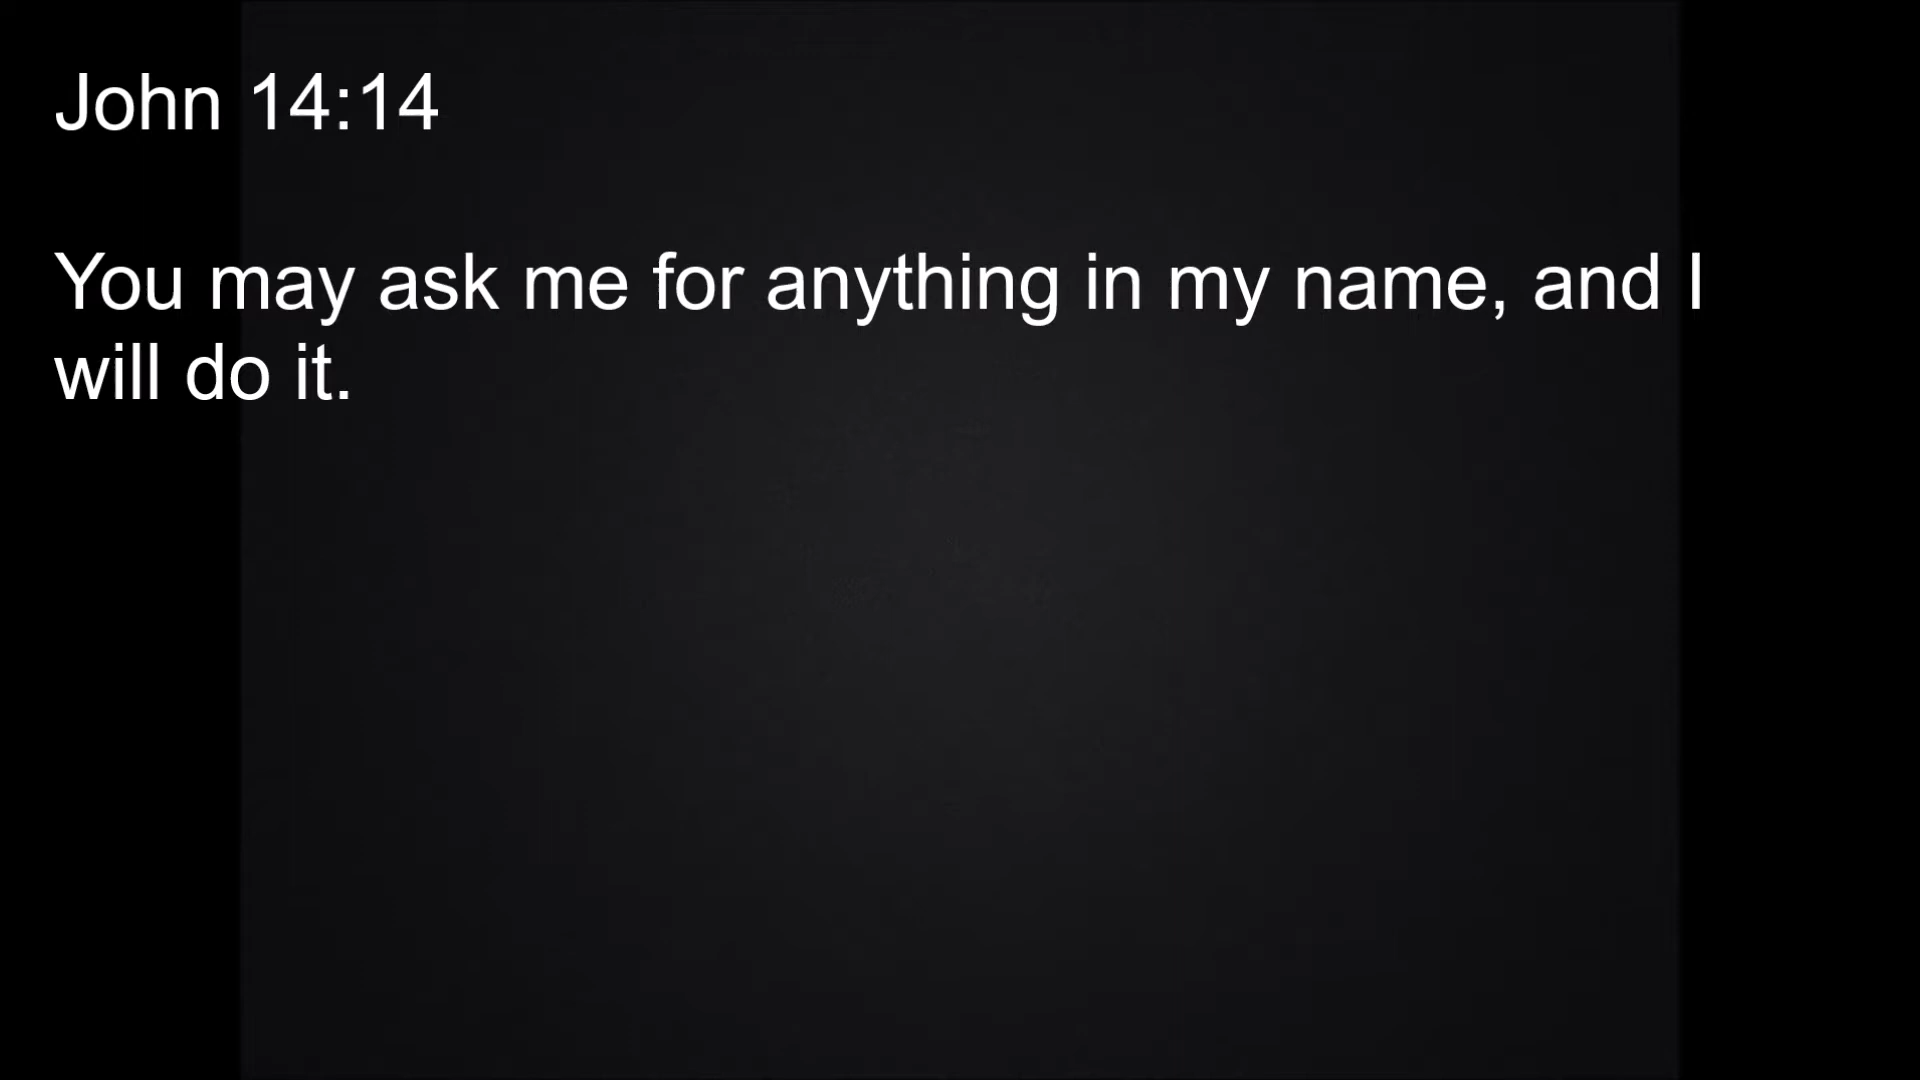 John 14:14
You may ask me for anything in my name, and I
will do it.